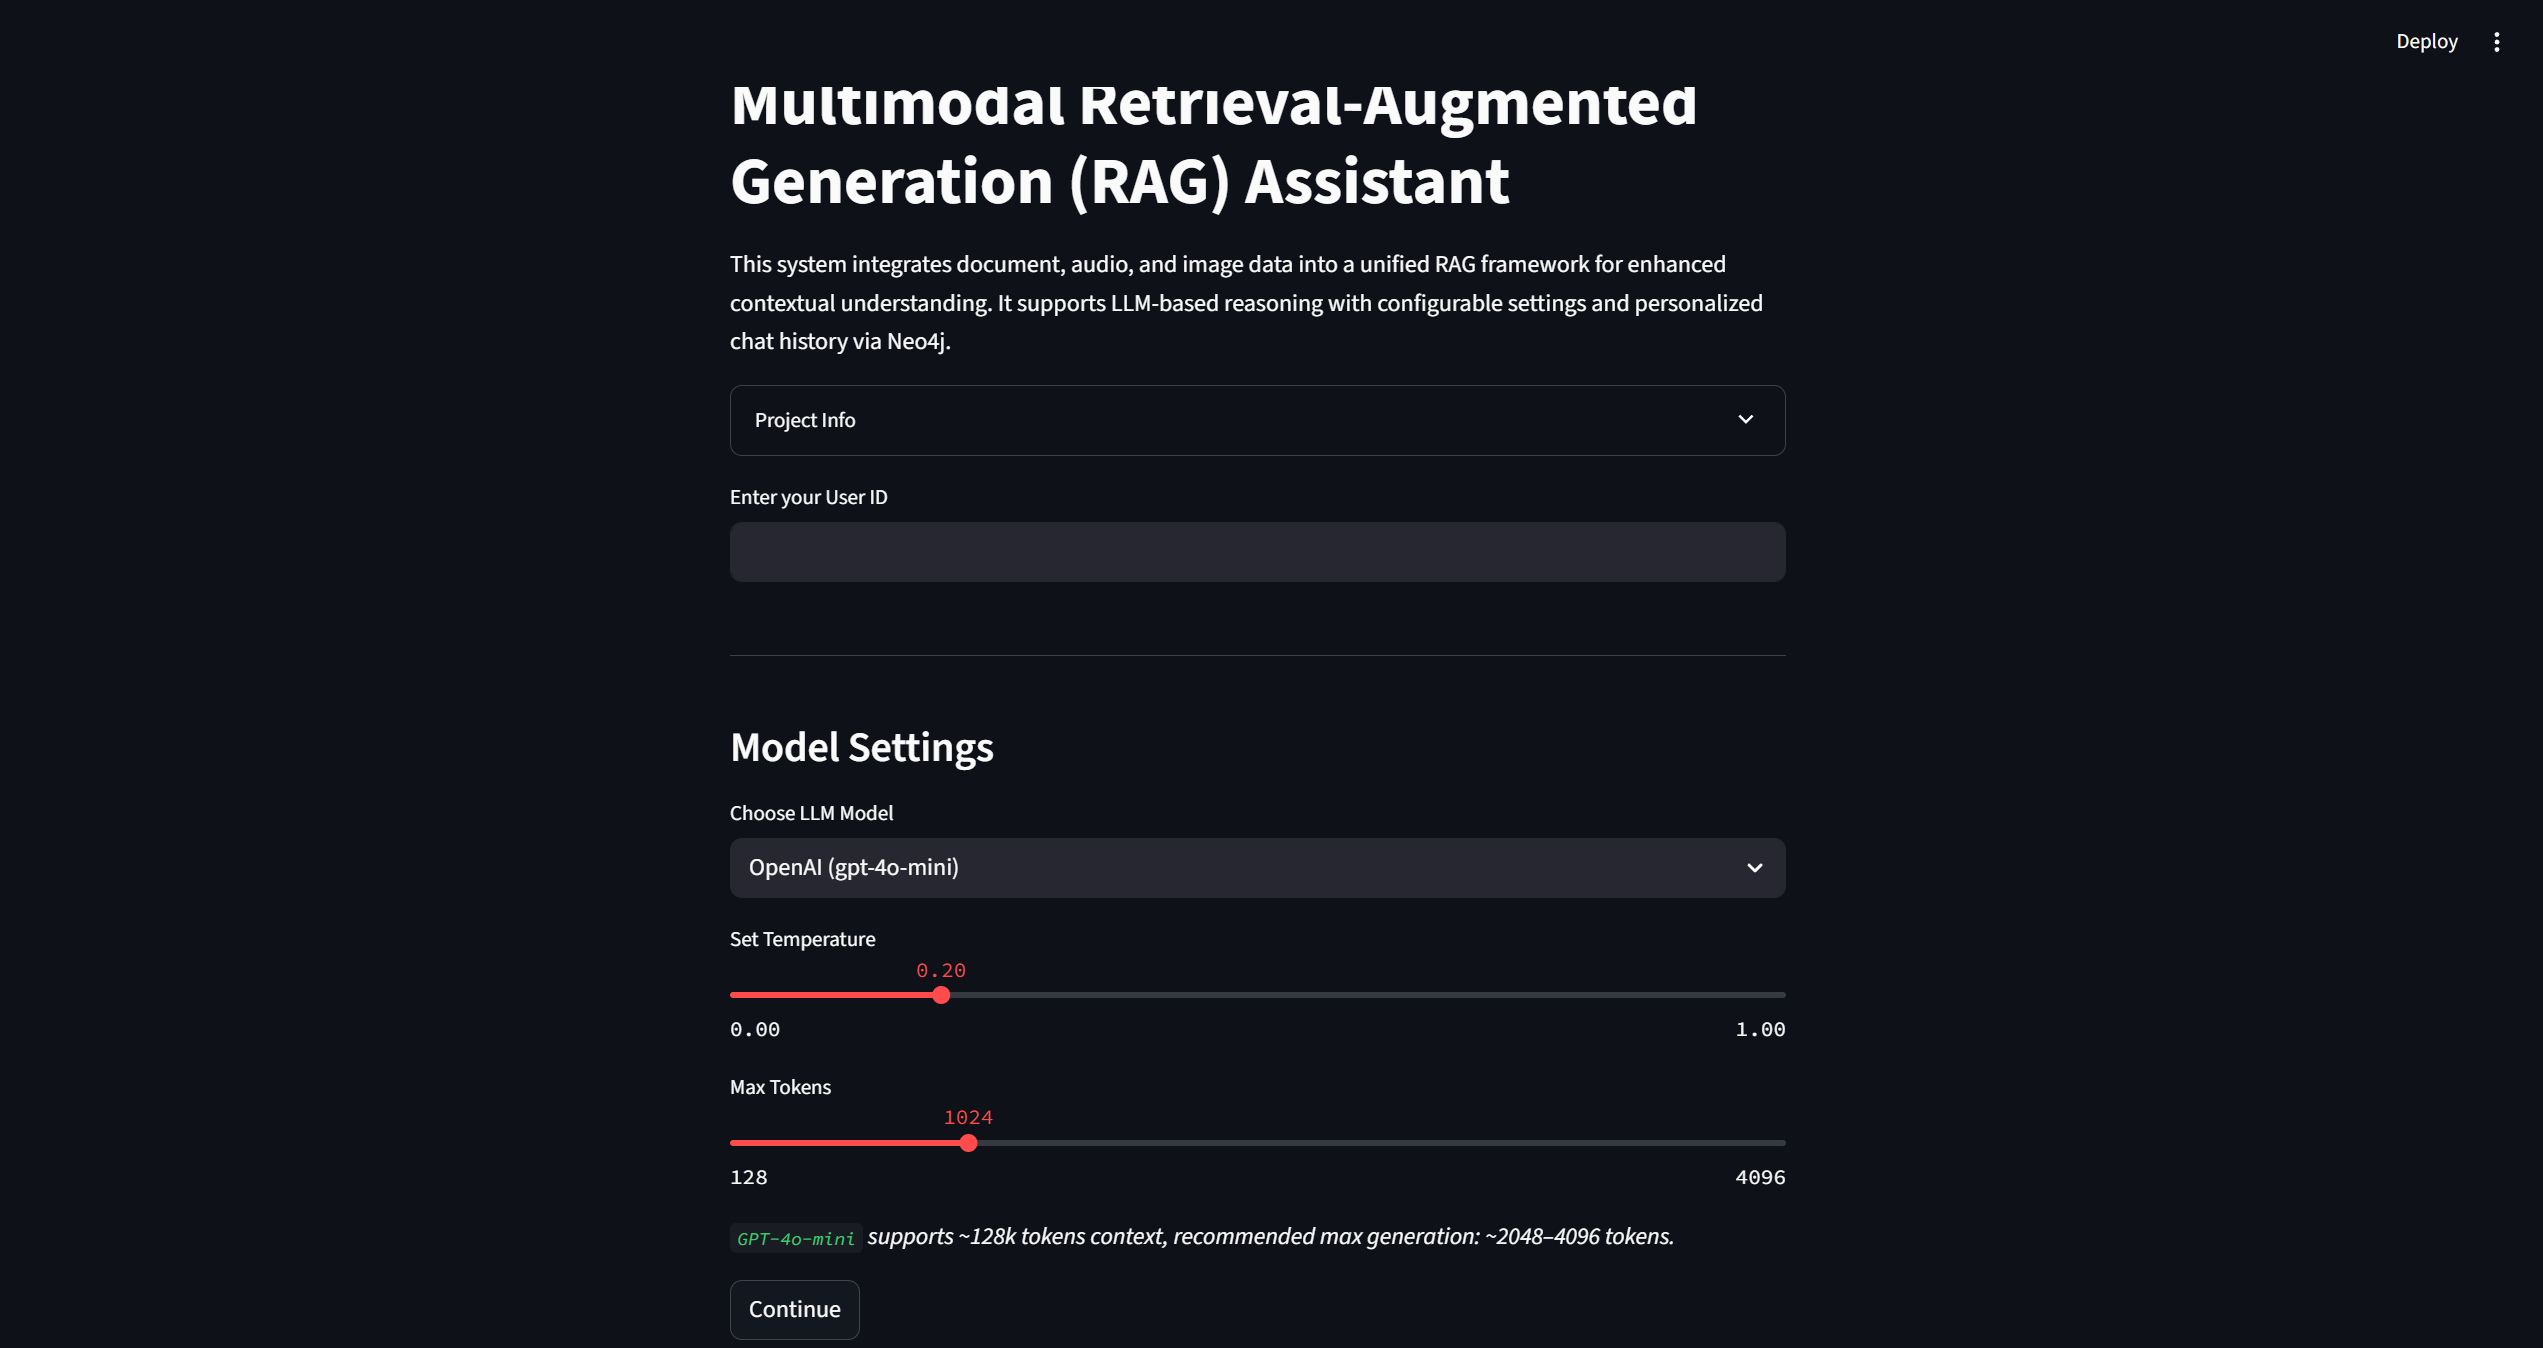 Deploy
Multimodal Retrieval-Augmented
Generation (RAG) Assistant
This system integrates document, audio, and image data into a unified RAG framework for enhanced
contextual understanding. It supports LLM-based reasoning with configurable settings and personalized
chat history via Neo4j.
Project Info
Enter your User ID
Model Settings
Choose LLM Model
OpenAI (gpt-4o-mini)
Set Temperature
0.20
0.00 1.00
Max Tokens
1024
128 4096
GPT-4o-mini supports ~128k tokens context, recommended max generation: ~2048–4096 tokens.
Continue